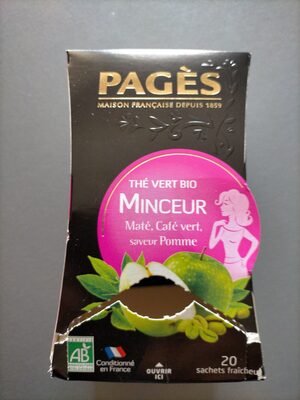 PAGÈS
MAISON FRANÇAISE DEPUIS 1859
THÉ VERT BIO
MINCEUR
Maté, Café vert,
saveur Pomme
AB
Conditionné
en France
OUVRIR
ICI
20
sachets fraîcheur